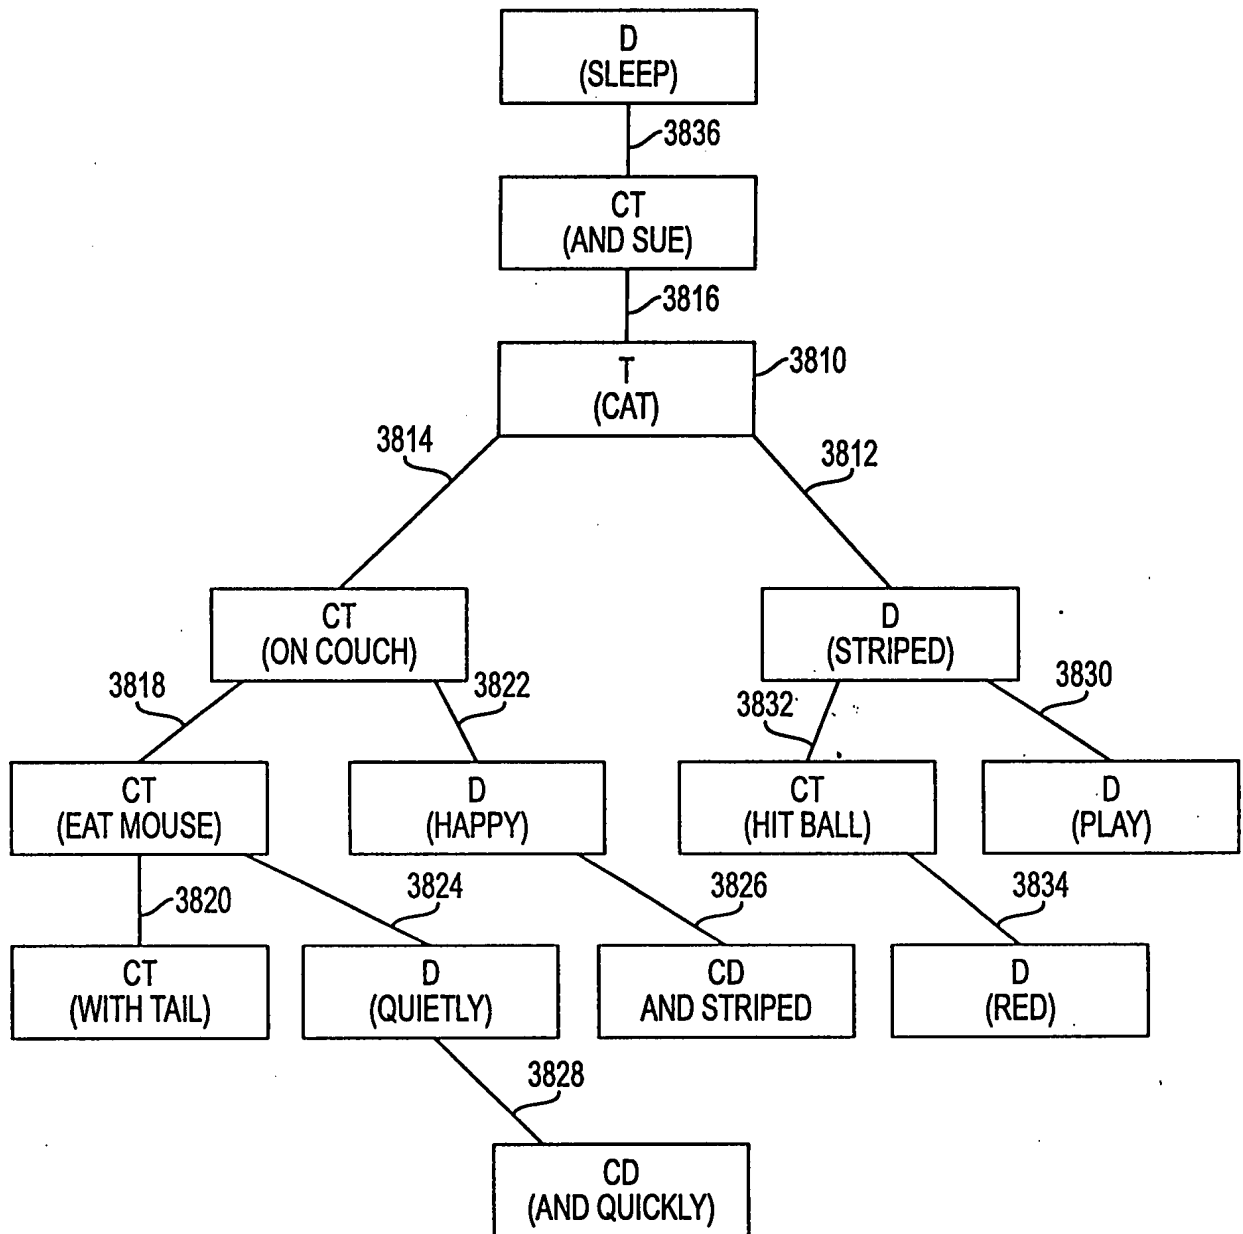 D
(SLEEP)
3836
CT
(AND SUE)
3816
T
(CAT)
3810
3814
3812
CT
(ON COUCH)
D
(STRIPED)
3818
3822
3832
3830
CT
(EAT MOUSE)
D
(HAPPY)
CT
(HIT BALL)
D
(PLAY)
3820
3824
3826
3834
CT
(WITH TAIL)
D
(QUIETLY)
CD
AND STRIPED
D
(RED)
3828
CD
(AND QUICKLY)